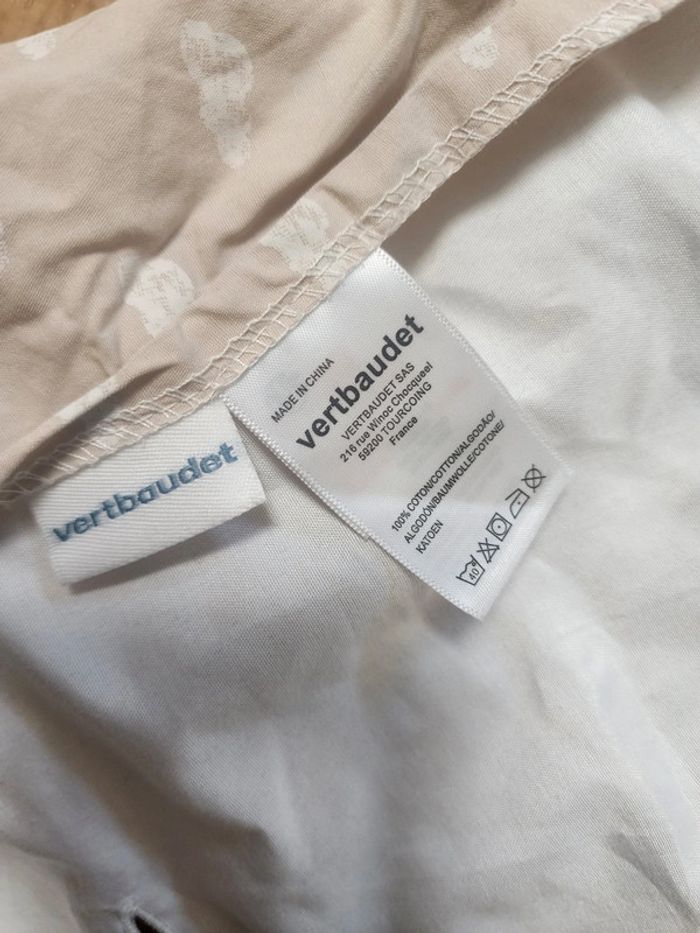 MADE IN CHINA
vertbaudet
VERTBAUDET SAS
216 rue Winoc Chocqueel
59200 TOURCOING
France
100% COTON/COTTON/ALGODÃO/
ALGODÓN/BAUMWOLLE/COTONE/
KATOEN
40
vertbaudet